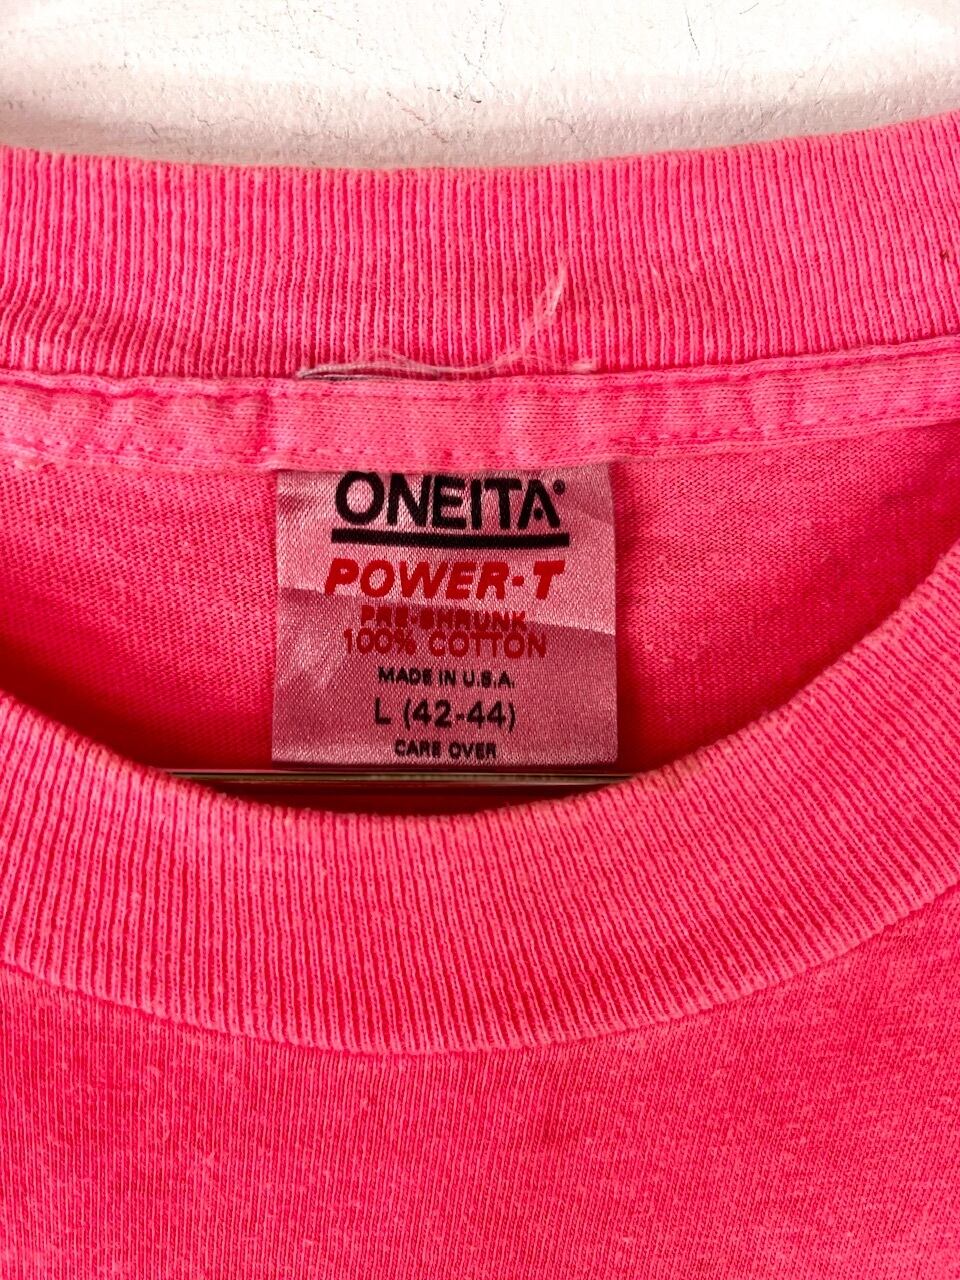 ONEITA®
POWER-T
PRE-SHRUNK
100% COTTON
MADE IN U.S.A.
L (42-44)
CARE OVER